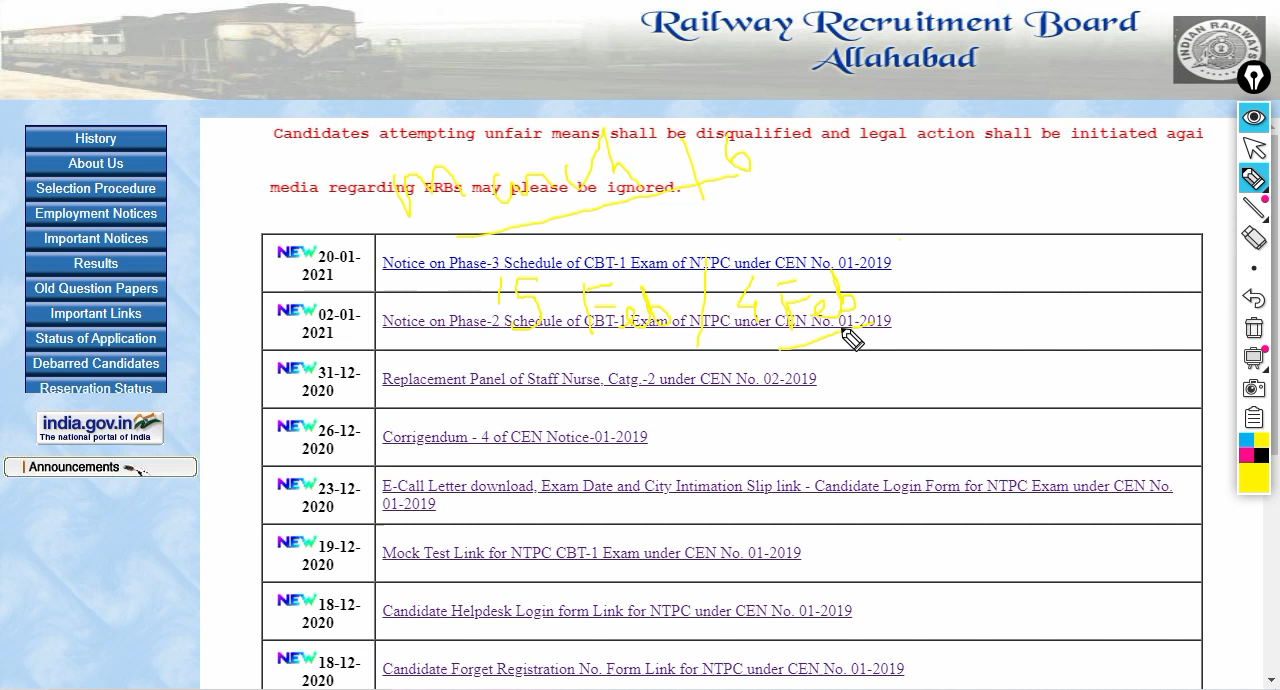 Railway Recruitment Board
Allahabad
INDIAN RAILWAYS
History
About Us
Selection Procedure
Employment Notices
Important Notices
Results
Old Question Papers
Important Links
Status of Application
Debarred Candidates
Reservation Status
india.gov.in
The national portal of India
Announcements
Candidates attempting unfair means shall be disqualified and legal action shall be initiated agai
March 6
media regarding RRBs may please be ignored.
NEW 20-01-2021 Notice on Phase-3 Schedule of CBT-1 Exam of NTPC under CEN No. 01-2019
15 Feb / 4 Feb
NEW 02-01-2021 Notice on Phase-2 Schedule of CBT-1 Exam of NTPC under CEN No. 01-2019
NEW 31-12-2020 Replacement Panel of Staff Nurse, Catg.-2 under CEN No. 02-2019
NEW 26-12-2020 Corrigendum - 4 of CEN Notice-01-2019
NEW 23-12-2020 E-Call Letter download, Exam Date and City Intimation Slip link - Candidate Login Form for NTPC Exam under CEN No.
01-2019
NEW 19-12-2020 Mock Test Link for NTPC CBT-1 Exam under CEN No. 01-2019
NEW 18-12-2020 Candidate Helpdesk Login form Link for NTPC under CEN No. 01-2019
NEW 18-12-2020 Candidate Forget Registration No. Form Link for NTPC under CEN No. 01-2019